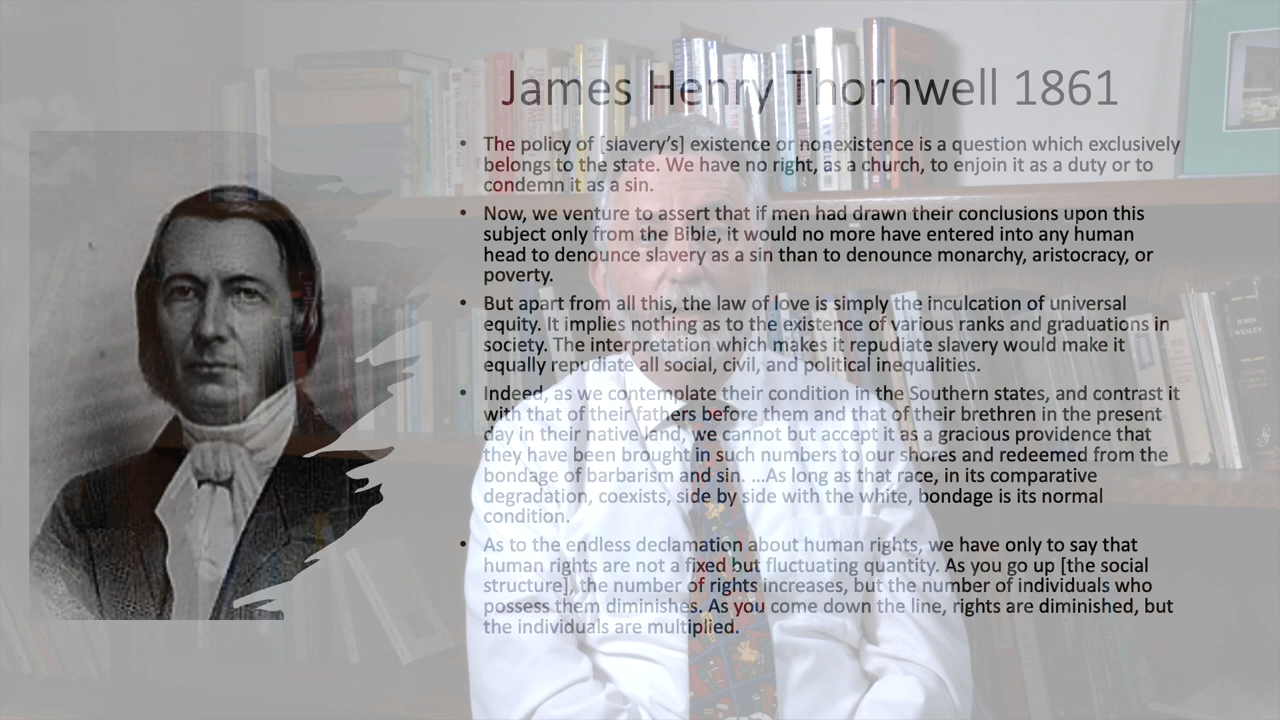 James Henry Thornwell 1861
• The policy of [slavery's] existence or nonexistence is a question which exclusively
belongs to the state. We have no right, as a church, to enjoin it as a duty or to
condemn it as a sin.
• Now, we venture to assert that if men had drawn their conclusions upon this
subject only from the Bible, it would no more have entered into any human
head to denounce slavery as a sin than to denounce monarchy, aristocracy, or
poverty.
• But apart from all this, the law of love is simply the inculcation of universal
equity. It implies nothing as to the existence of various ranks and graduations in
society. The interpretation which makes it repudiate slavery would make it
equally repudiate all social, civil, and political inequalities.
• Indeed, as we contemplate their condition in the Southern states, and contrast it
with that of their fathers before them and that of their brethren in the present
day in their native land, we cannot but accept it as a gracious providence that
they have been brought in such numbers to our shores and redeemed from the
bondage of barbarism and sin. ...As long as that race, in its comparative
degradation, coexists, side by side with the white, bondage is its normal
condition.
• As to the endless declamation about human rights, we have only to say that
human rights are not a fixed but fluctuating quantity. As you go up [the social
structure], the number of rights increases, but the number of individuals who
possess them diminishes. As you come down the line, rights are diminished, but
the individuals are multiplied.
JOHN
WESLEY